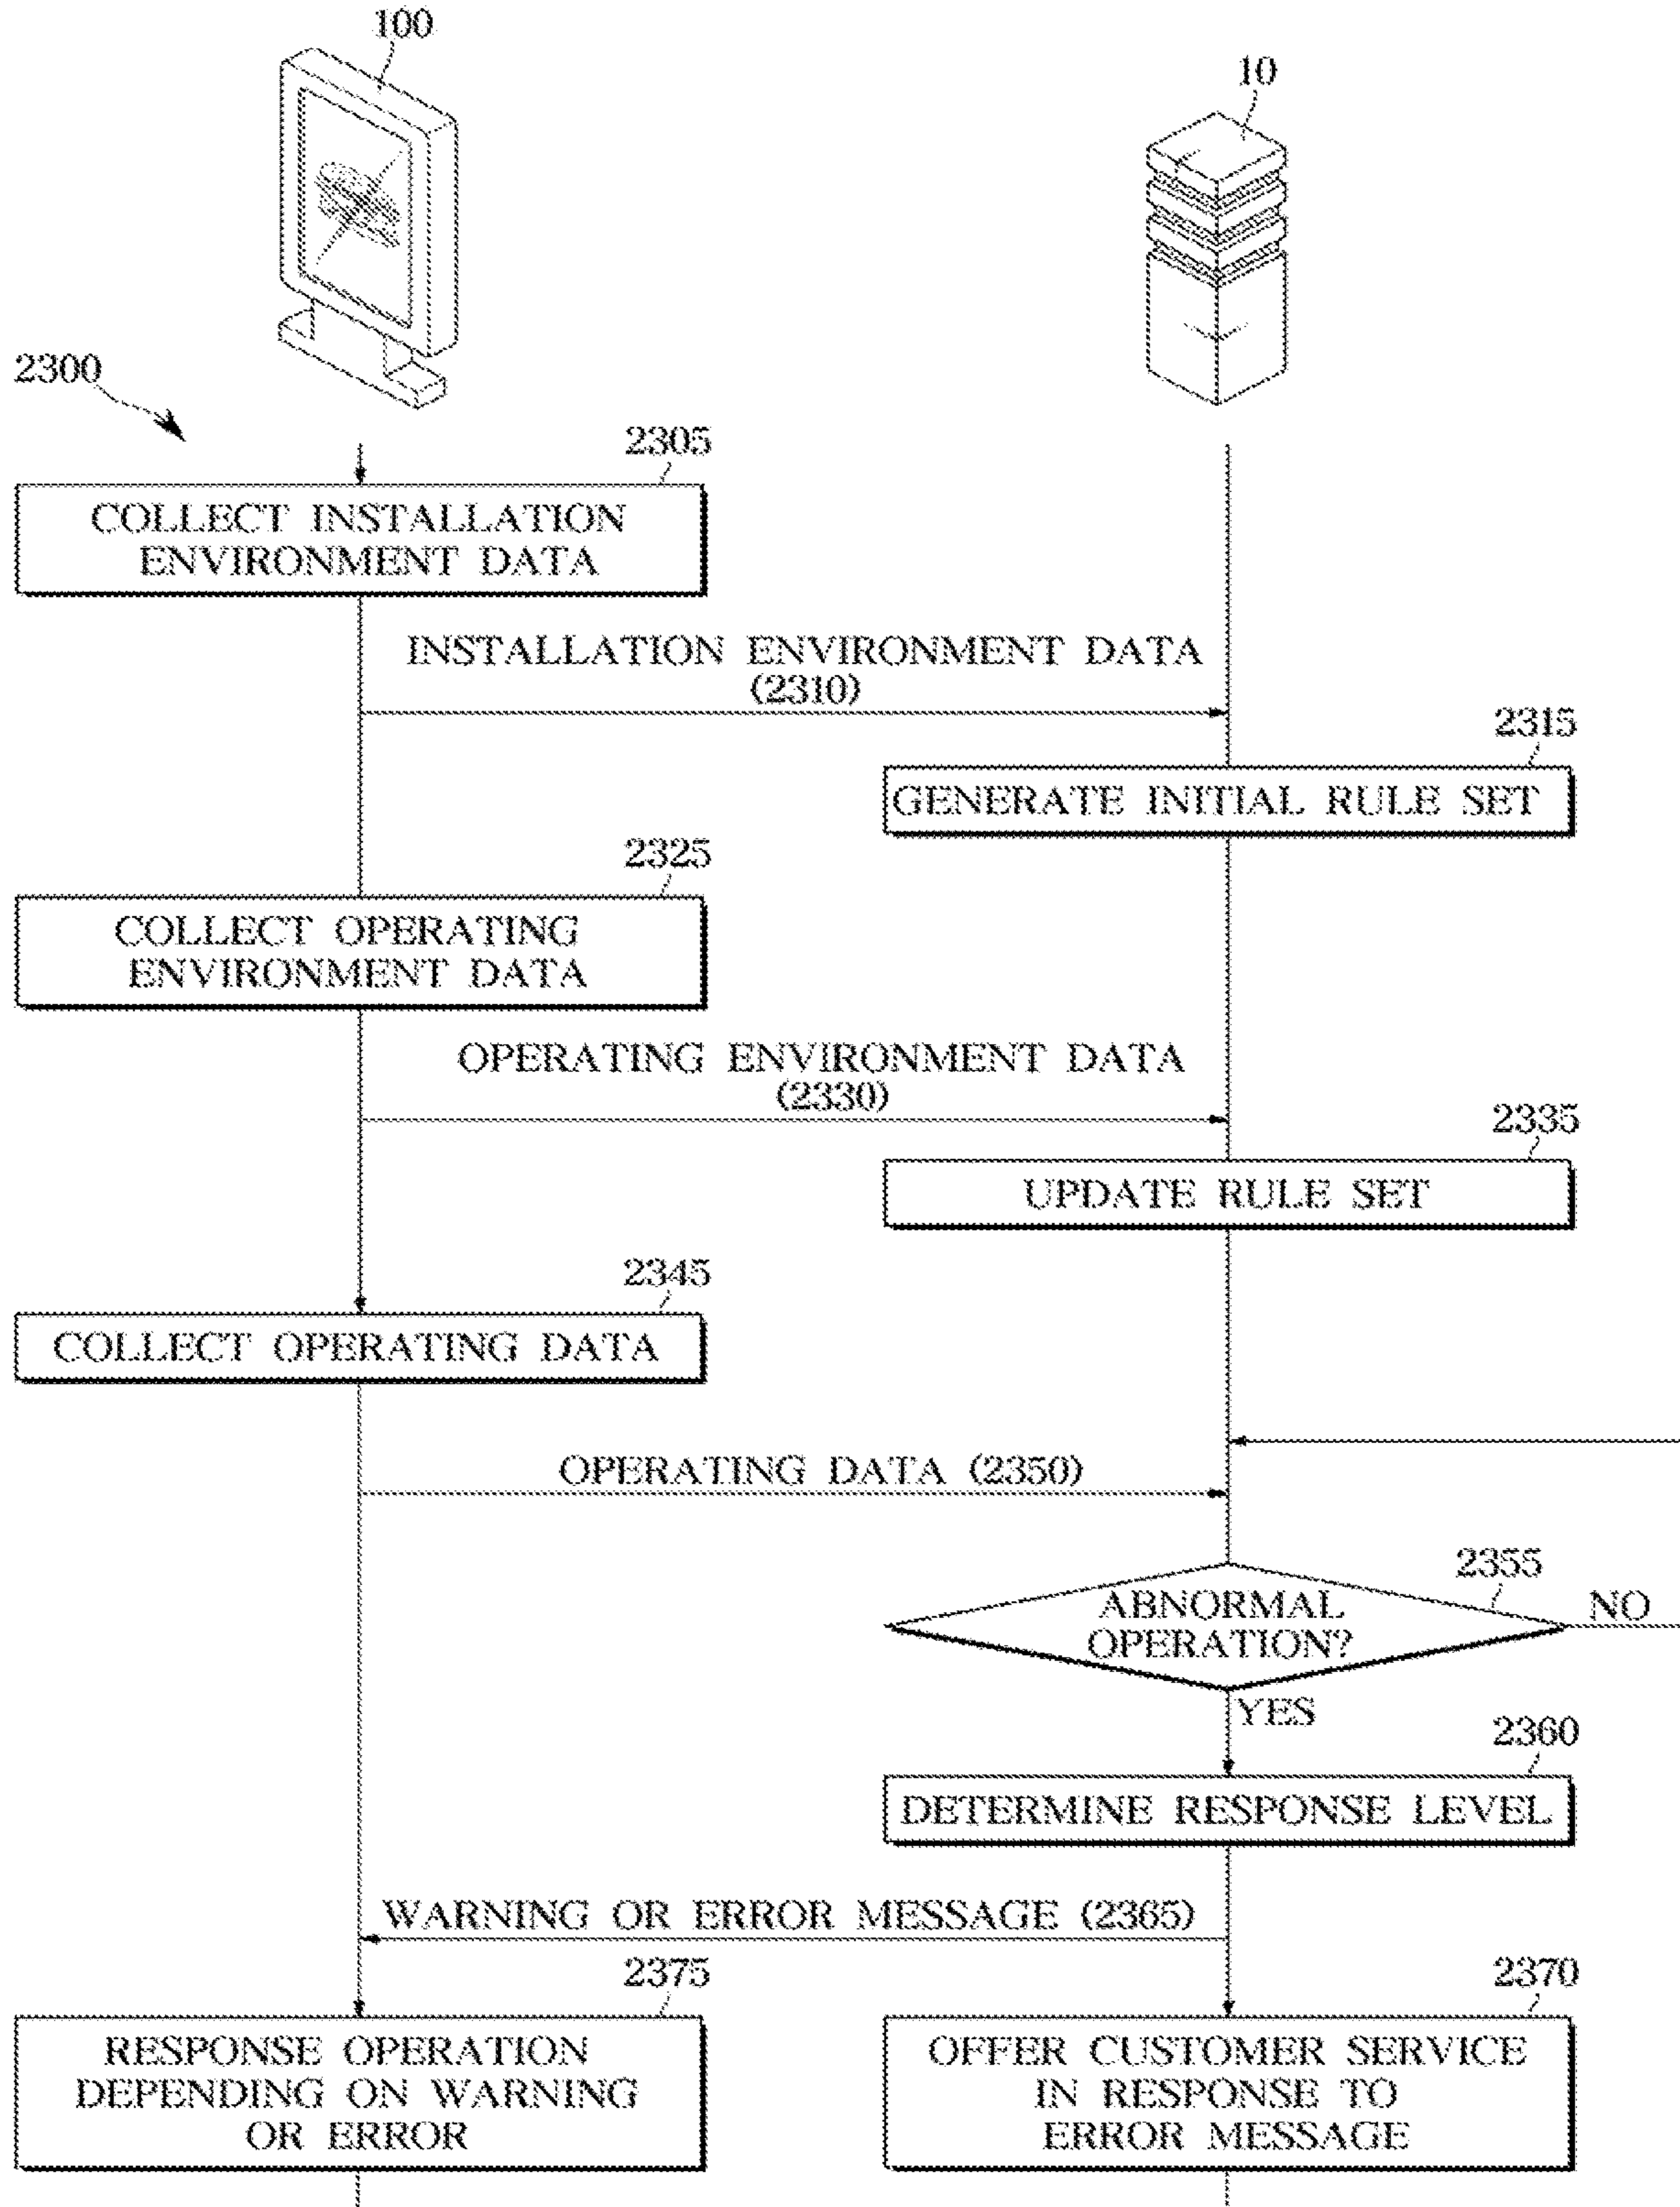 100
10
2300
2305
COLLECT INSTALLATION
ENVIRONMENT DATA
INSTALLATION ENVIRONMENT DATA
(2310)
2315
GENERATE INITIAL RULE SET
2325
COLLECT OPERATING
ENVIRONMENT DATA
OPERATING ENVIRONMENT DATA
(2330)
2335
UPDATE RULE SET
2345
COLLECT OPERATING DATA
OPERATING DATA (2350)
2355
ABNORMAL
OPERATION?
NO
YES
2360
DETERMINE RESPONSE LEVEL
WARNING OR ERROR MESSAGE (2365)
2375
RESPONSE OPERATION
DEPENDING ON WARNING
OR ERROR
2370
OFFER CUSTOMER SERVICE
IN RESPONSE TO
ERROR MESSAGE